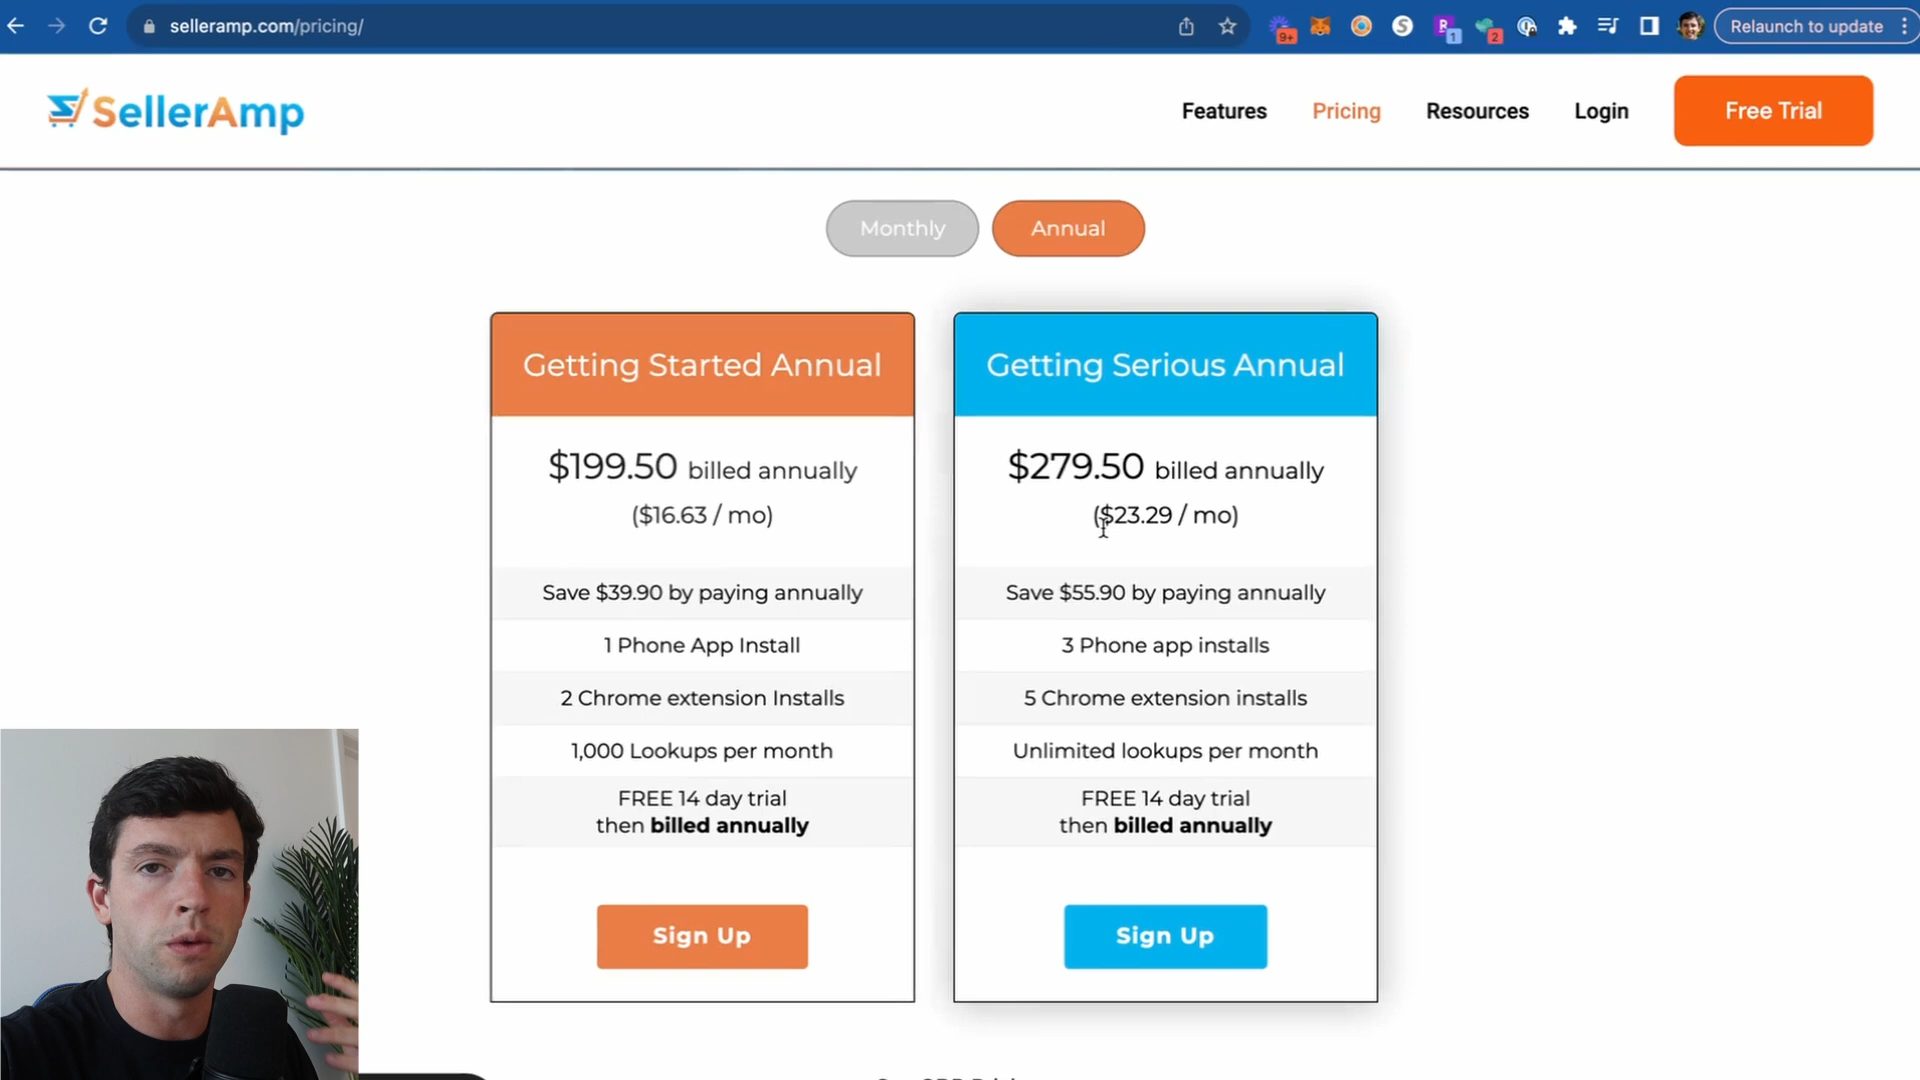 selleramp.com/pricing/
9+
1
2
Relaunch to update
SellerAmp
Features
Pricing
Resources
Login
Free Trial
Monthly
Annual
Getting Started Annual
$199.50 billed annually
($16.63 / mo)
Save $39.90 by paying annually
1 Phone App Install
2 Chrome extension Installs
1,000 Lookups per month
FREE 14 day trial
then billed annually
Sign Up
Getting Serious Annual
$279.50 billed annually
($23.29 / mo)
Save $55.90 by paying annually
3 Phone app installs
5 Chrome extension installs
Unlimited lookups per month
FREE 14 day trial
then billed annually
Sign Up